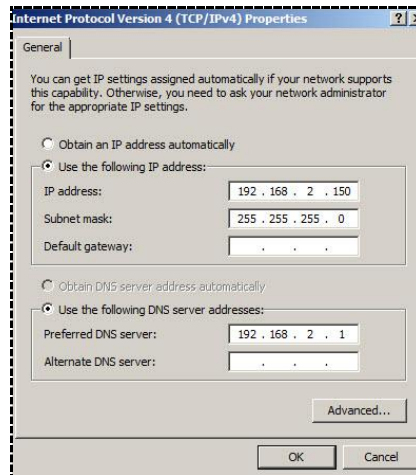 Internet Protocol Version 4 (TCP/IPv4) Properties ?
General
You can get IP settings assigned automatically if your network supports
this capability. Otherwise, you need to ask your network administrator
for the appropriate IP settings.
Obtain an IP address automatically
Use the following IP address:
IP address: 192 . 168 . 2 . 150
Subnet mask: 255 . 255 . 255 . 0
Default gateway: . . .
Obtain DNS server address automatically
Use the following DNS server addresses:
Preferred DNS server: 192 . 168 . 2 . 1
Alternate DNS server: . . .
Advanced...
OK Cancel